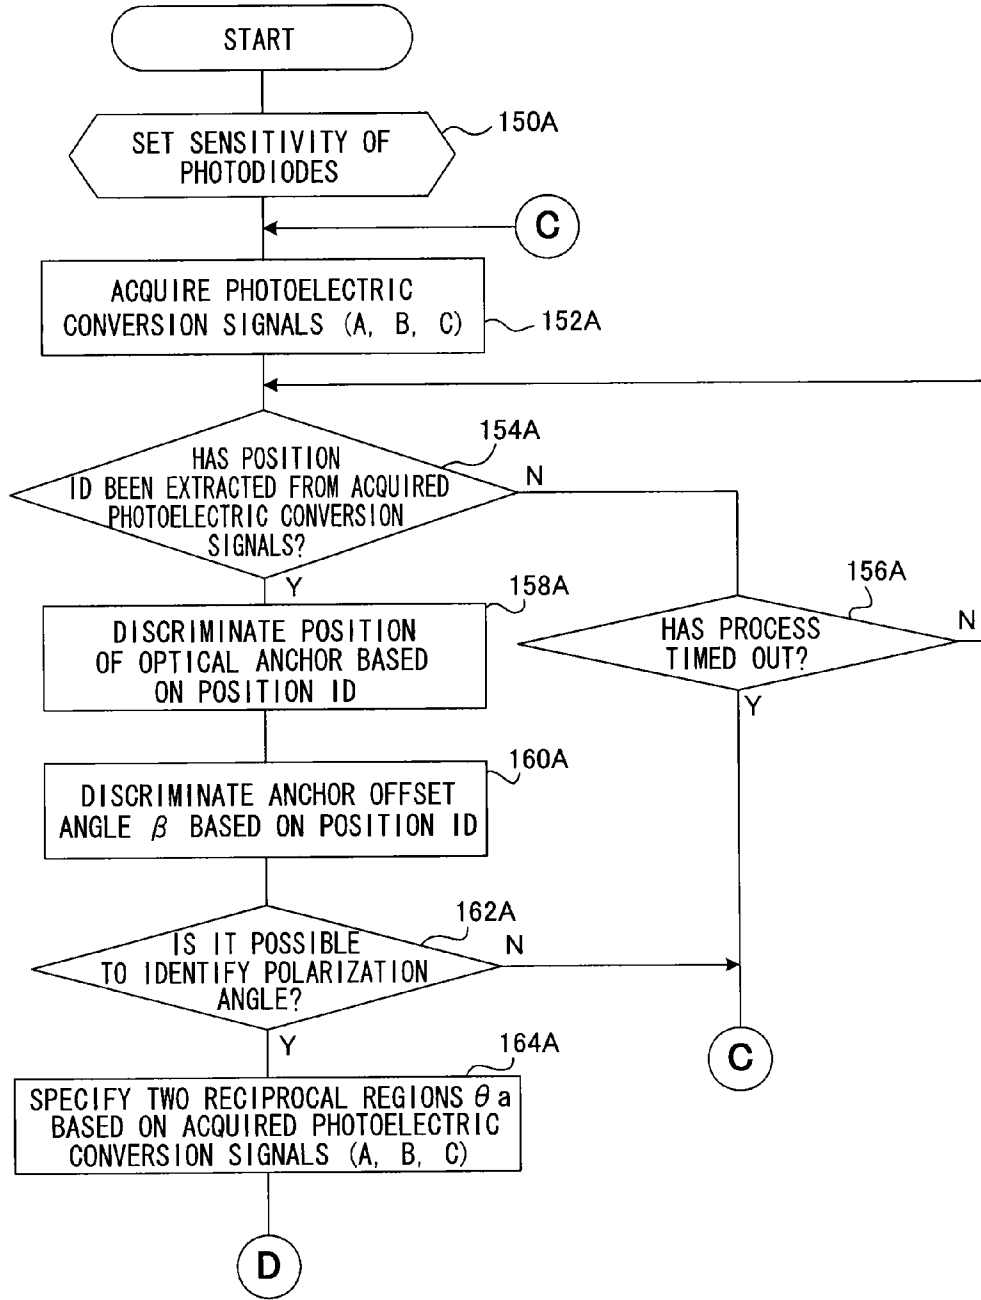 START
SET SENSITIVITY OF
PHOTODIODES
150A
C
ACQUIRE PHOTOELECTRIC
CONVERSION SIGNALS (A, B, C)
152A
154A
HAS POSITION
ID BEEN EXTRACTED FROM ACQUIRED
PHOTOELECTRIC CONVERSION
SIGNALS?
N
Y
156A
HAS PROCESS
TIMED OUT?
N
Y
158A
DISCRIMINATE POSITION
OF OPTICAL ANCHOR BASED
ON POSITION ID
160A
DISCRIMINATE ANCHOR OFFSET
ANGLE β BASED ON POSITION ID
162A
IS IT POSSIBLE
TO IDENTIFY POLARIZATION
ANGLE?
N
Y
C
164A
SPECIFY TWO RECIPROCAL REGIONS θa
BASED ON ACQUIRED PHOTOELECTRIC
CONVERSION SIGNALS (A, B, C)
D